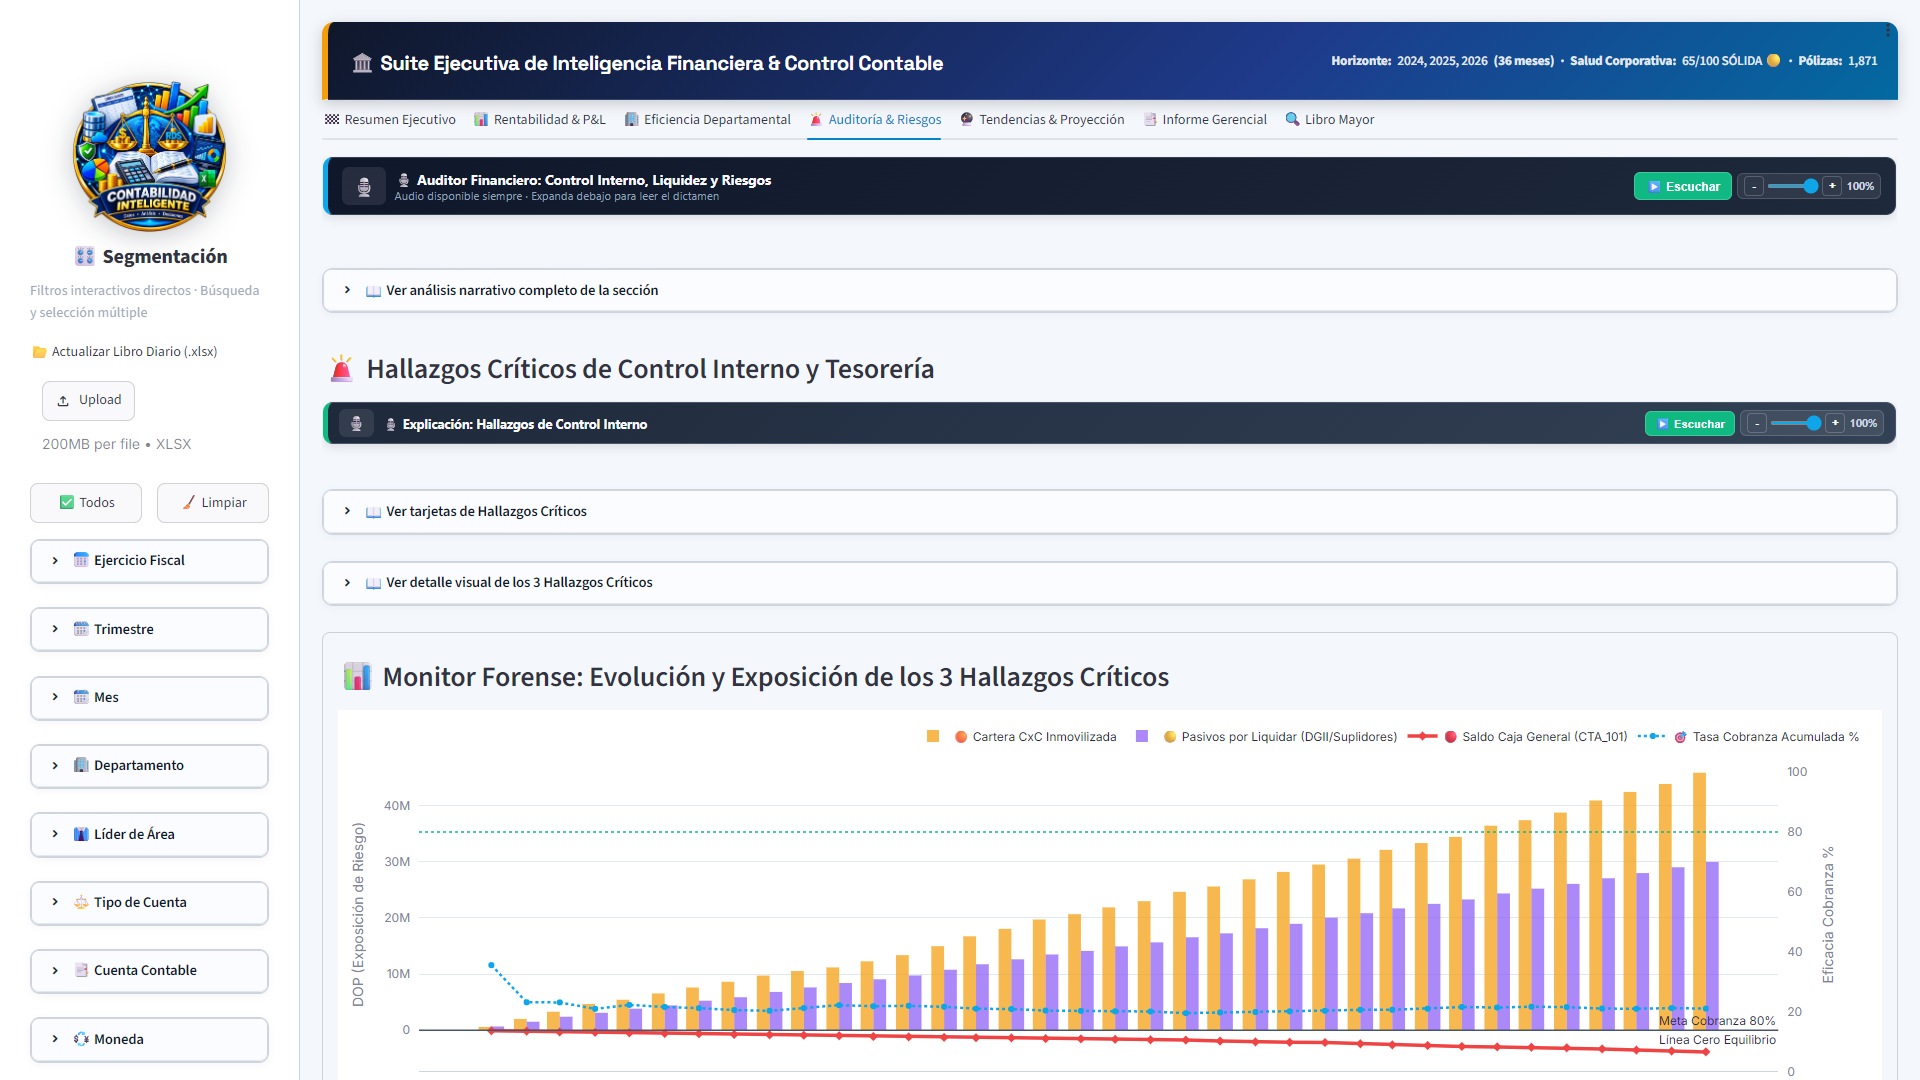 CONTABILIDAD
INTELIGENTE
Segmentación
Filtros interactivos directos · Búsqueda
y selección múltiple
Actualizar Libro Diario (.xlsx)
Upload
200MB per file • XLSX
Todos
Limpiar
Ejercicio Fiscal
Trimestre
Mes
Departamento
Líder de Área
Tipo de Cuenta
Cuenta Contable
Moneda
Suite Ejecutiva de Inteligencia Financiera & Control Contable
Horizonte: 2024, 2025, 2026 (36 meses) • Salud Corporativa: 65/100 SÓLIDA • Pólizas: 1,871
Resumen Ejecutivo
Rentabilidad & P&L
Eficiencia Departamental
Auditoría & Riesgos
Tendencias & Proyección
Informe Gerencial
Libro Mayor
Auditor Financiero: Control Interno, Liquidez y Riesgos
Audio disponible siempre · Expanda debajo para leer el dictamen
Escuchar
- + 100%
Ver análisis narrativo completo de la sección
Hallazgos Críticos de Control Interno y Tesorería
Explicación: Hallazgos de Control Interno
Escuchar
- + 100%
Ver tarjetas de Hallazgos Críticos
Ver detalle visual de los 3 Hallazgos Críticos
Monitor Forense: Evolución y Exposición de los 3 Hallazgos Críticos
Cartera CxC Inmovilizada
Pasivos por Liquidar (DGII/Suplidores)
Saldo Caja General (CTA_101)
Tasa Cobranza Acumulada %
DOP (Exposición de Riesgo)
40M
30M
20M
10M
0
100
80
60
40
20
0
Eficacia Cobranza %
Meta Cobranza 80%
Línea Cero Equilibrio